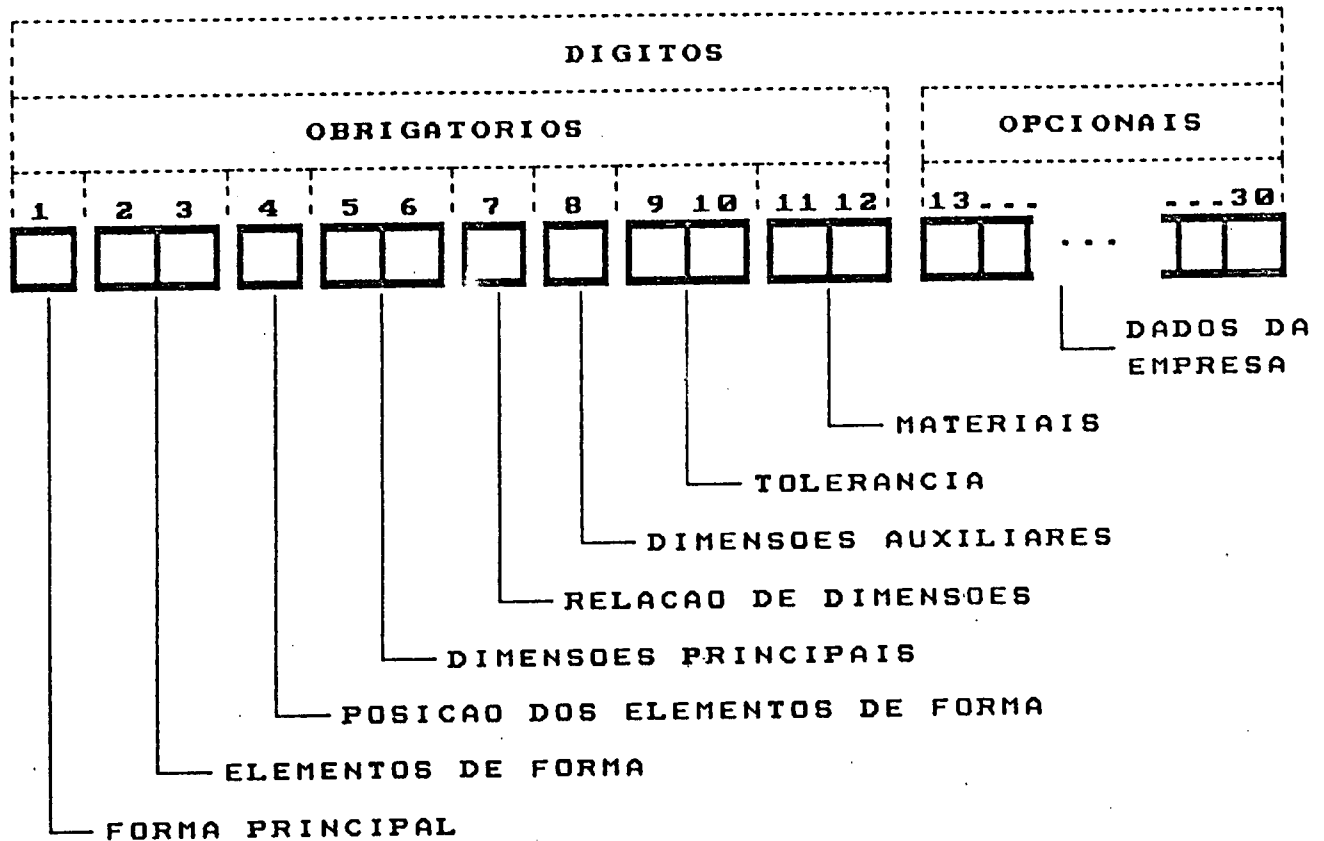 DIGITOS
OBRIGATORIOS OPCIONAIS
1 2 3 4 5 6 7 8 9 10 11 12 13... ...30
...
DADOS DA
EMPRESA
MATERIAIS
TOLERANCIA
DIMENSOES AUXILIARES
RELACAO DE DIMENSOES
DIMENSOES PRINCIPAIS
POSICAO DOS ELEMENTOS DE FORMA
ELEMENTOS DE FORMA
FORMA PRINCIPAL